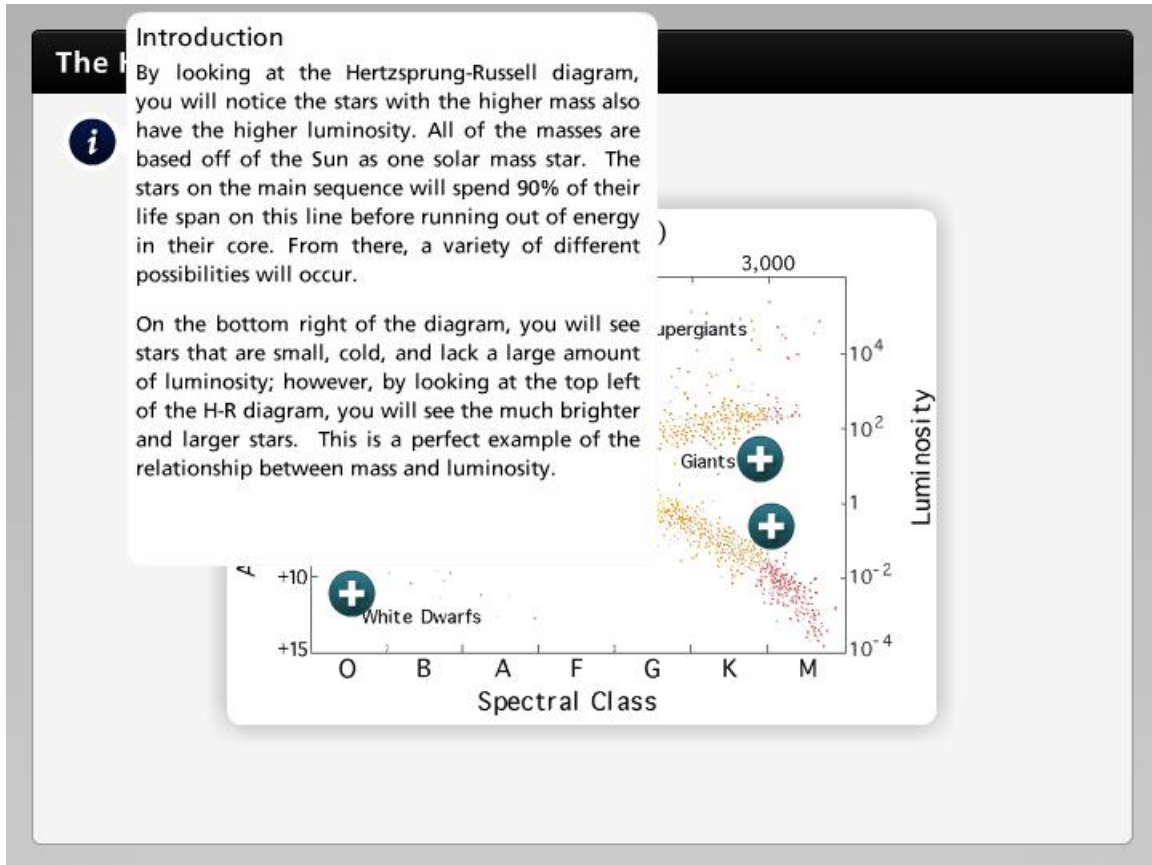 The H
i
Introduction
By looking at the Hertzsprung-Russell diagram,
you will notice the stars with the higher mass also
have the higher luminosity. All of the masses are
based off of the Sun as one solar mass star. The
stars on the main sequence will spend 90% of their
life span on this line before running out of energy
in their core. From there, a variety of different
possibilities will occur.
On the bottom right of the diagram, you will see
stars that are small, cold, and lack a large amount
of luminosity; however, by looking at the top left
of the H-R diagram, you will see the much brighter
and larger stars. This is a perfect example of the
relationship between mass and luminosity.
)
3,000
upergiants
10⁴
10²
Giants
1
Luminosity
10⁻²
+10
White Dwarfs
+15
10⁻⁴
O B A F G K M
Spectral Class